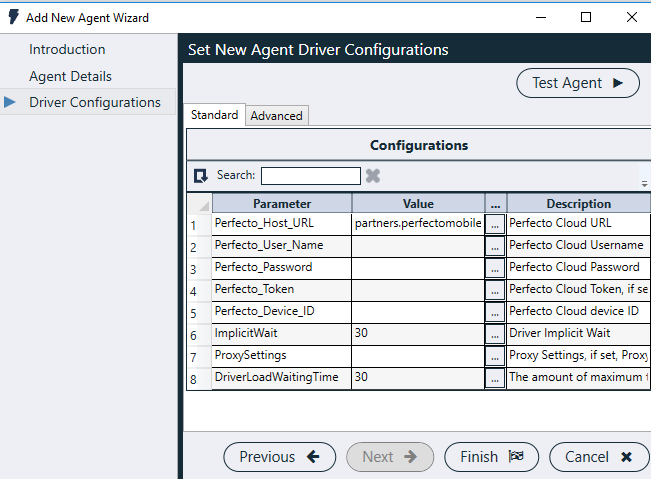 Add New Agent Wizard
Introduction
Agent Details
Driver Configurations
Set New Agent Driver Configurations
Test Agent
Standard Advanced
Configurations
Search:
Parameter Value ... Description
1 Perfecto_Host_URL partners.perfectomobile ... Perfecto Cloud URL
2 Perfecto_User_Name ... Perfecto Cloud Username
3 Perfecto_Password ... Perfecto Cloud Password
4 Perfecto_Token ... Perfecto Cloud Token, if se
5 Perfecto_Device_ID ... Perfecto Cloud device ID
6 ImplicitWait 30 ... Driver Implicit Wait
7 ProxySettings ... Proxy Settings, if set, Proxy
8 DriverLoadWaitingTime 30 ... The amount of maximum t
Previous Next Finish Cancel